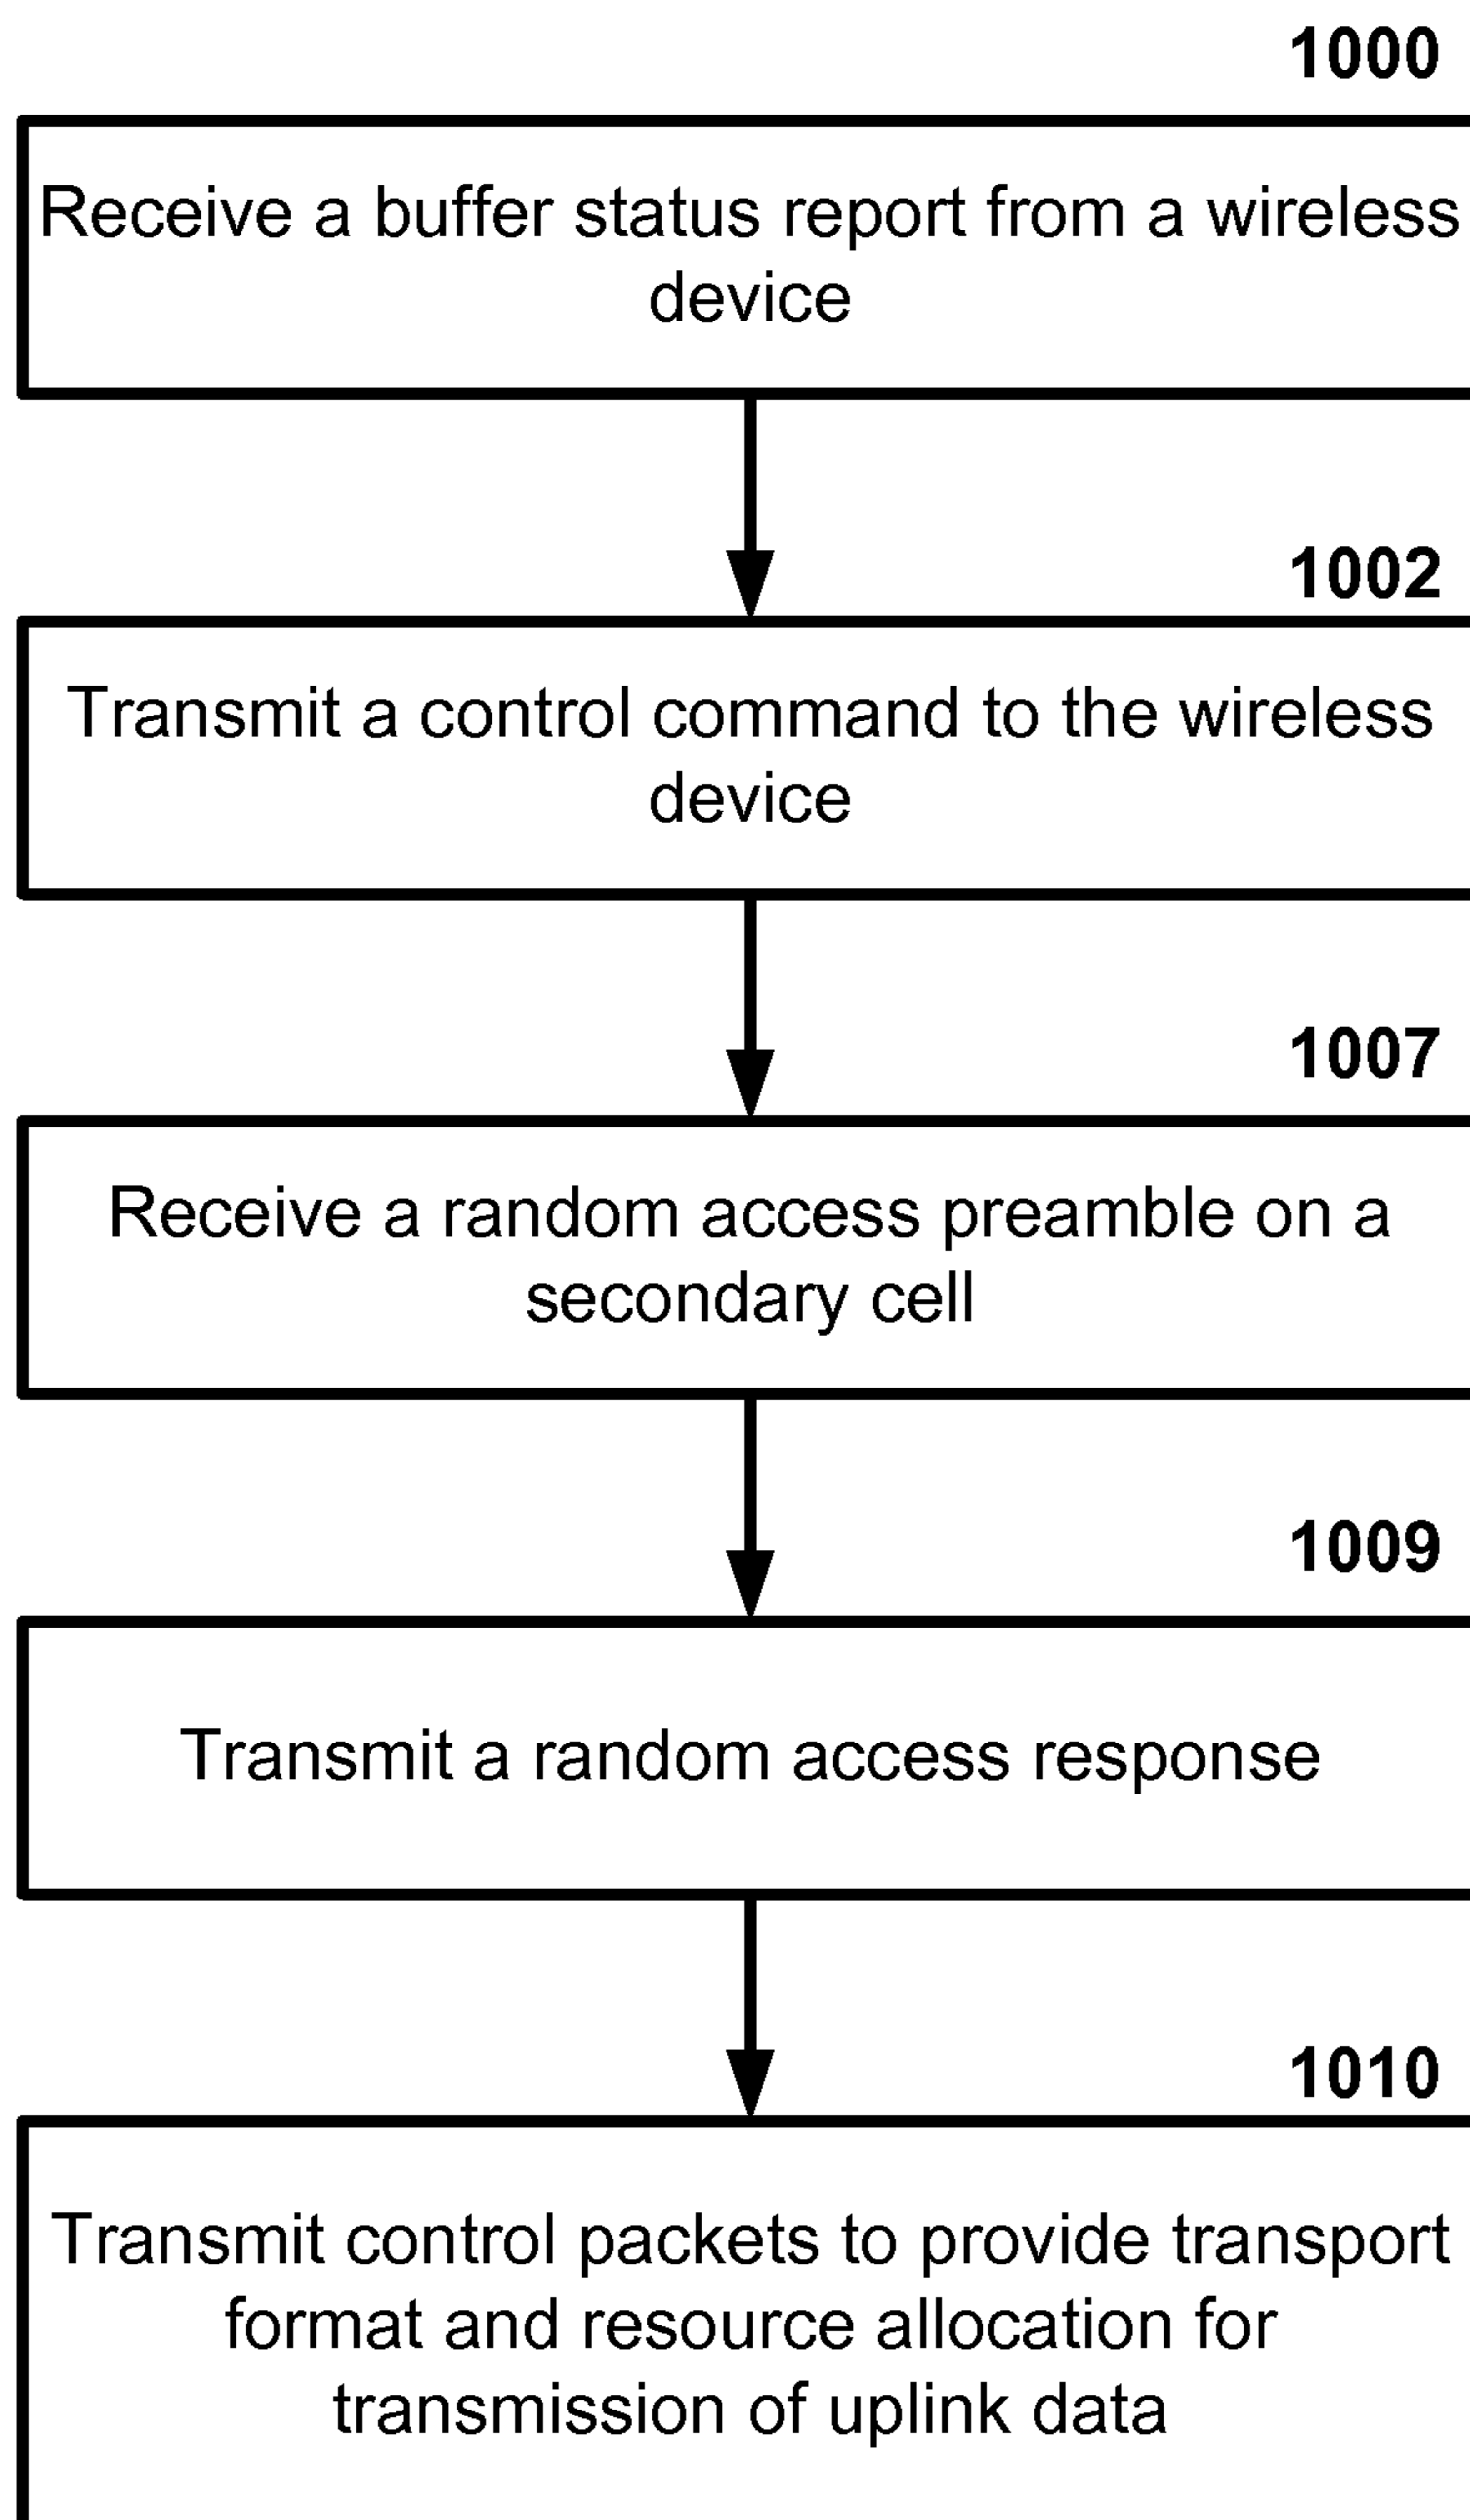 1000
Receive a buffer status report from a wireless
device
1002
Transmit a control command to the wireless
device
1007
Receive a random access preamble on a
secondary cell
1009
Transmit a random access response
1010
Transmit control packets to provide transport
format and resource allocation for
transmission of uplink data